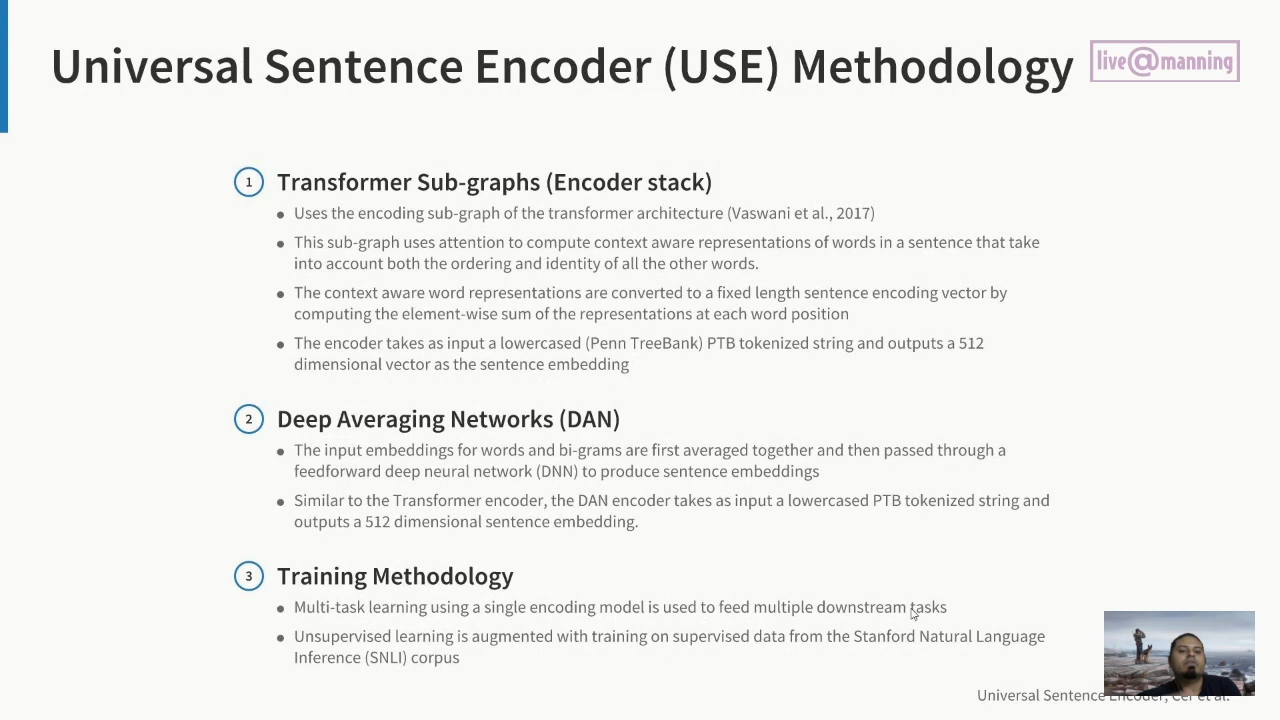 Universal Sentence Encoder (USE) Methodology
live@manning
1 Transformer Sub-graphs (Encoder stack)
• Uses the encoding sub-graph of the transformer architecture (Vaswani et al., 2017)
• This sub-graph uses attention to compute context aware representations of words in a sentence that take
into account both the ordering and identity of all the other words.
• The context aware word representations are converted to a fixed length sentence encoding vector by
computing the element-wise sum of the representations at each word position
• The encoder takes as input a lowercased (Penn TreeBank) PTB tokenized string and outputs a 512
dimensional vector as the sentence embedding
2 Deep Averaging Networks (DAN)
• The input embeddings for words and bi-grams are first averaged together and then passed through a
feedforward deep neural network (DNN) to produce sentence embeddings
• Similar to the Transformer encoder, the DAN encoder takes as input a lowercased PTB tokenized string and
outputs a 512 dimensional sentence embedding.
3 Training Methodology
• Multi-task learning using a single encoding model is used to feed multiple downstream tasks
• Unsupervised learning is augmented with training on supervised data from the Stanford Natural Language
Inference (SNLI) corpus
Universal Sentence Encoder, Cer et al.